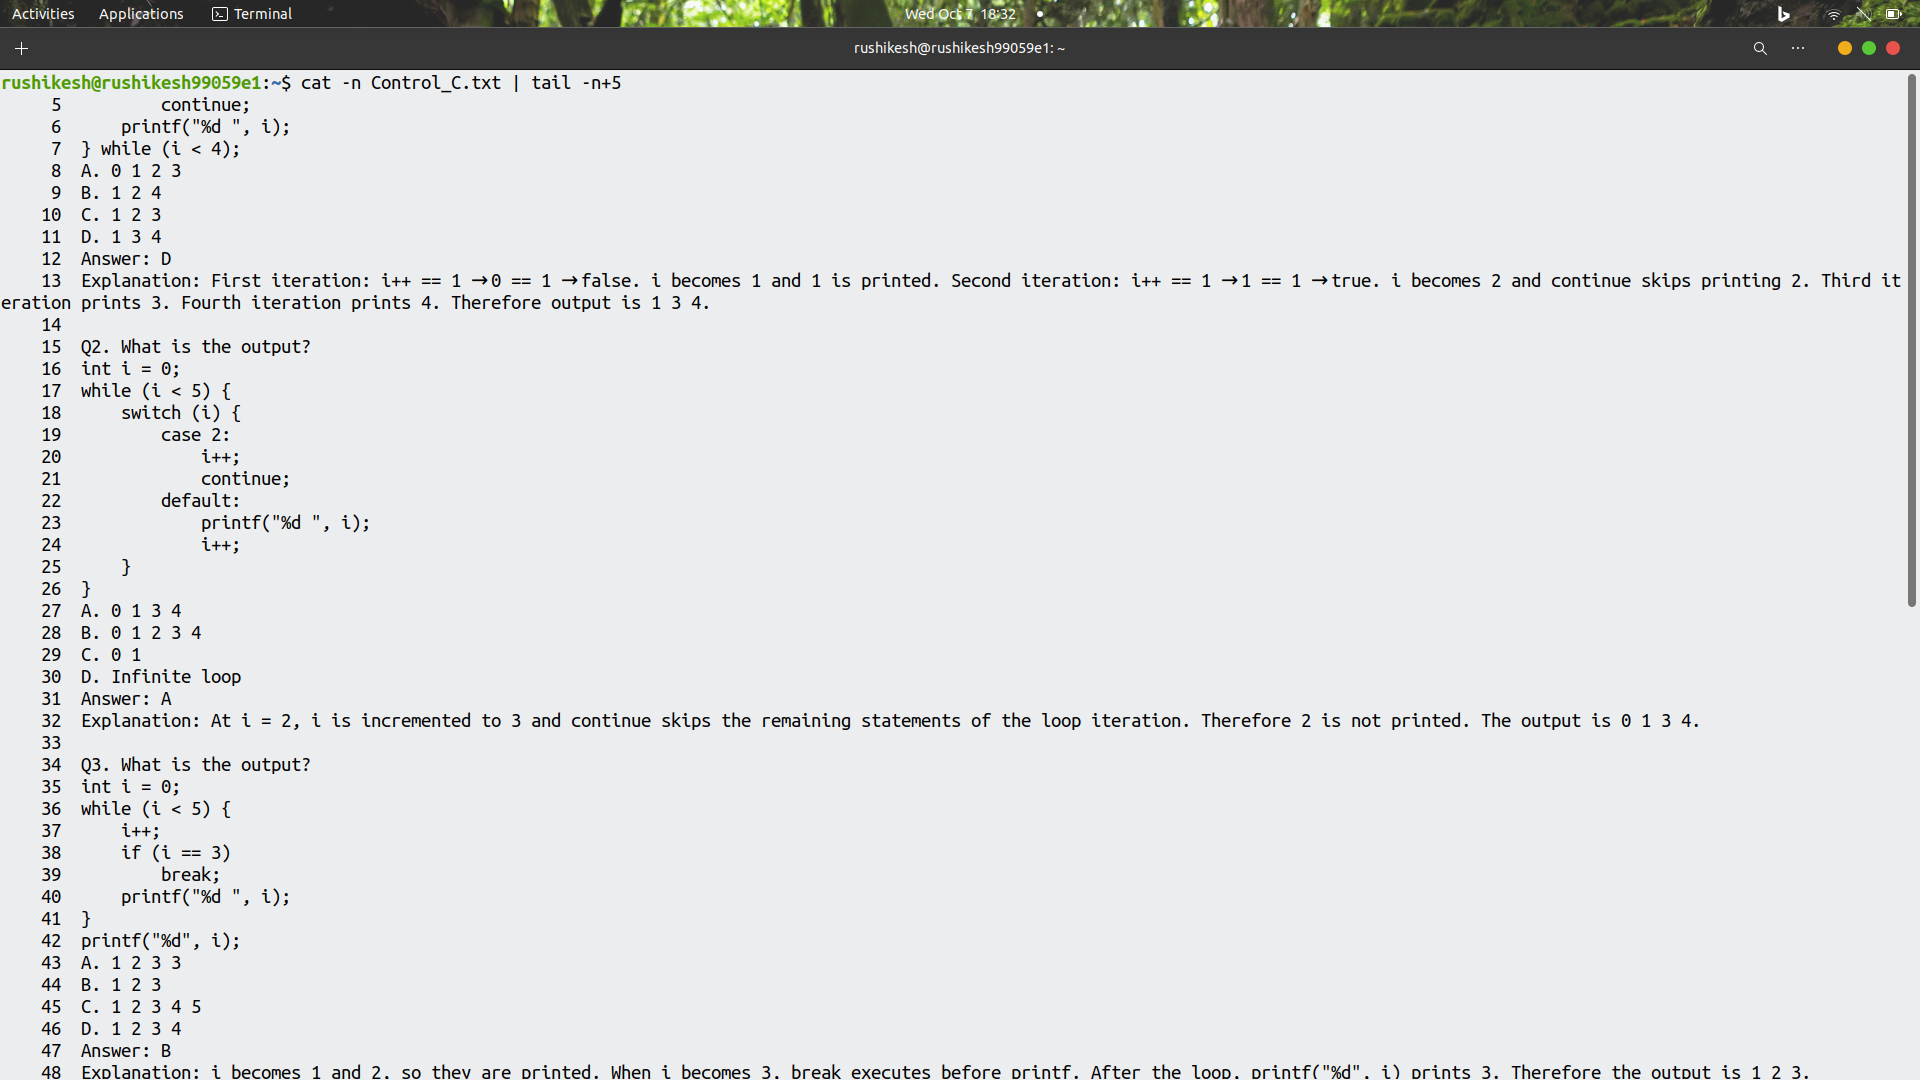 Activities Applications Terminal Wed Oct 7 18:32
+ rushikesh@rushikesh99059e1: ~
rushikesh@rushikesh99059e1:~$ cat -n Control_C.txt | tail -n+5
     5          continue;
     6      printf("%d ", i);
     7  } while (i < 4);
     8  A. 0 1 2 3
     9  B. 1 2 4
    10  C. 1 2 3
    11  D. 1 3 4
    12  Answer: D
    13  Explanation: First iteration: i++ == 1 →0 == 1 →false. i becomes 1 and 1 is printed. Second iteration: i++ == 1 →1 == 1 →true. i becomes 2 and continue skips printing 2. Third it
eration prints 3. Fourth iteration prints 4. Therefore output is 1 3 4.
    14
    15  Q2. What is the output?
    16  int i = 0;
    17  while (i < 5) {
    18      switch (i) {
    19          case 2:
    20              i++;
    21              continue;
    22          default:
    23              printf("%d ", i);
    24              i++;
    25      }
    26  }
    27  A. 0 1 3 4
    28  B. 0 1 2 3 4
    29  C. 0 1
    30  D. Infinite loop
    31  Answer: A
    32  Explanation: At i = 2, i is incremented to 3 and continue skips the remaining statements of the loop iteration. Therefore 2 is not printed. The output is 0 1 3 4.
    33
    34  Q3. What is the output?
    35  int i = 0;
    36  while (i < 5) {
    37      i++;
    38      if (i == 3)
    39          break;
    40      printf("%d ", i);
    41  }
    42  printf("%d", i);
    43  A. 1 2 3 3
    44  B. 1 2 3
    45  C. 1 2 3 4 5
    46  D. 1 2 3 4
    47  Answer: B
    48  Explanation: i becomes 1 and 2, so they are printed. When i becomes 3, break executes before printf. After the loop, printf("%d", i) prints 3. Therefore the output is 1 2 3.